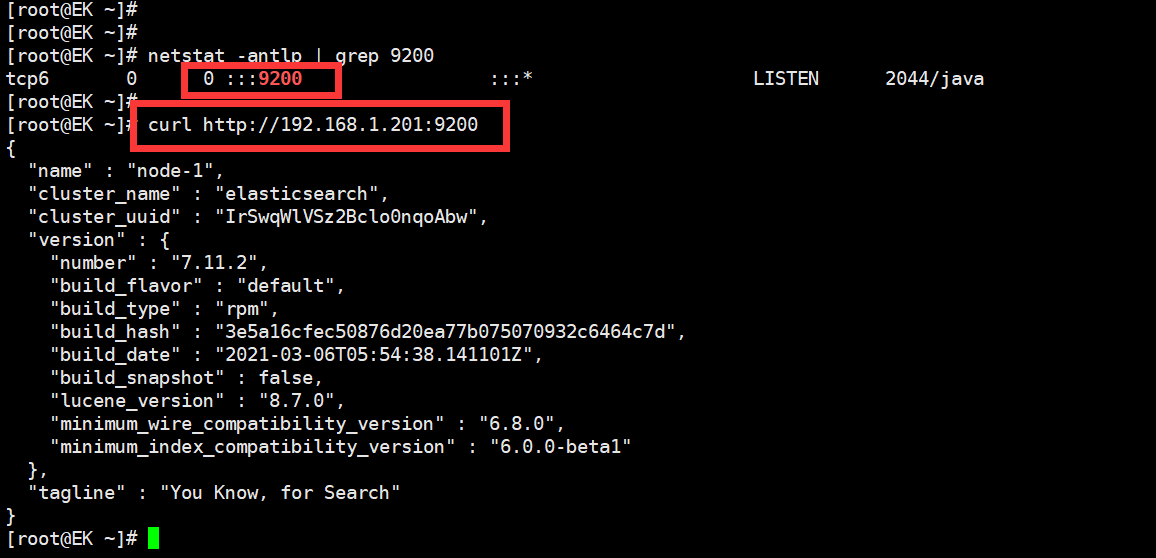 [root@EK ~]#
[root@EK ~]#
[root@EK ~]# netstat -antlp | grep 9200
tcp6       0      0 :::9200                 :::*                    LISTEN      2044/java
[root@EK ~]#
[root@EK ~]# curl http://192.168.1.201:9200
{
  "name" : "node-1",
  "cluster_name" : "elasticsearch",
  "cluster_uuid" : "IrSwqWlVSz2Bclo0nqoAbw",
  "version" : {
    "number" : "7.11.2",
    "build_flavor" : "default",
    "build_type" : "rpm",
    "build_hash" : "3e5a16cfec50876d20ea77b075070932c6464c7d",
    "build_date" : "2021-03-06T05:54:38.141101Z",
    "build_snapshot" : false,
    "lucene_version" : "8.7.0",
    "minimum_wire_compatibility_version" : "6.8.0",
    "minimum_index_compatibility_version" : "6.0.0-beta1"
  },
  "tagline" : "You Know, for Search"
}
[root@EK ~]#